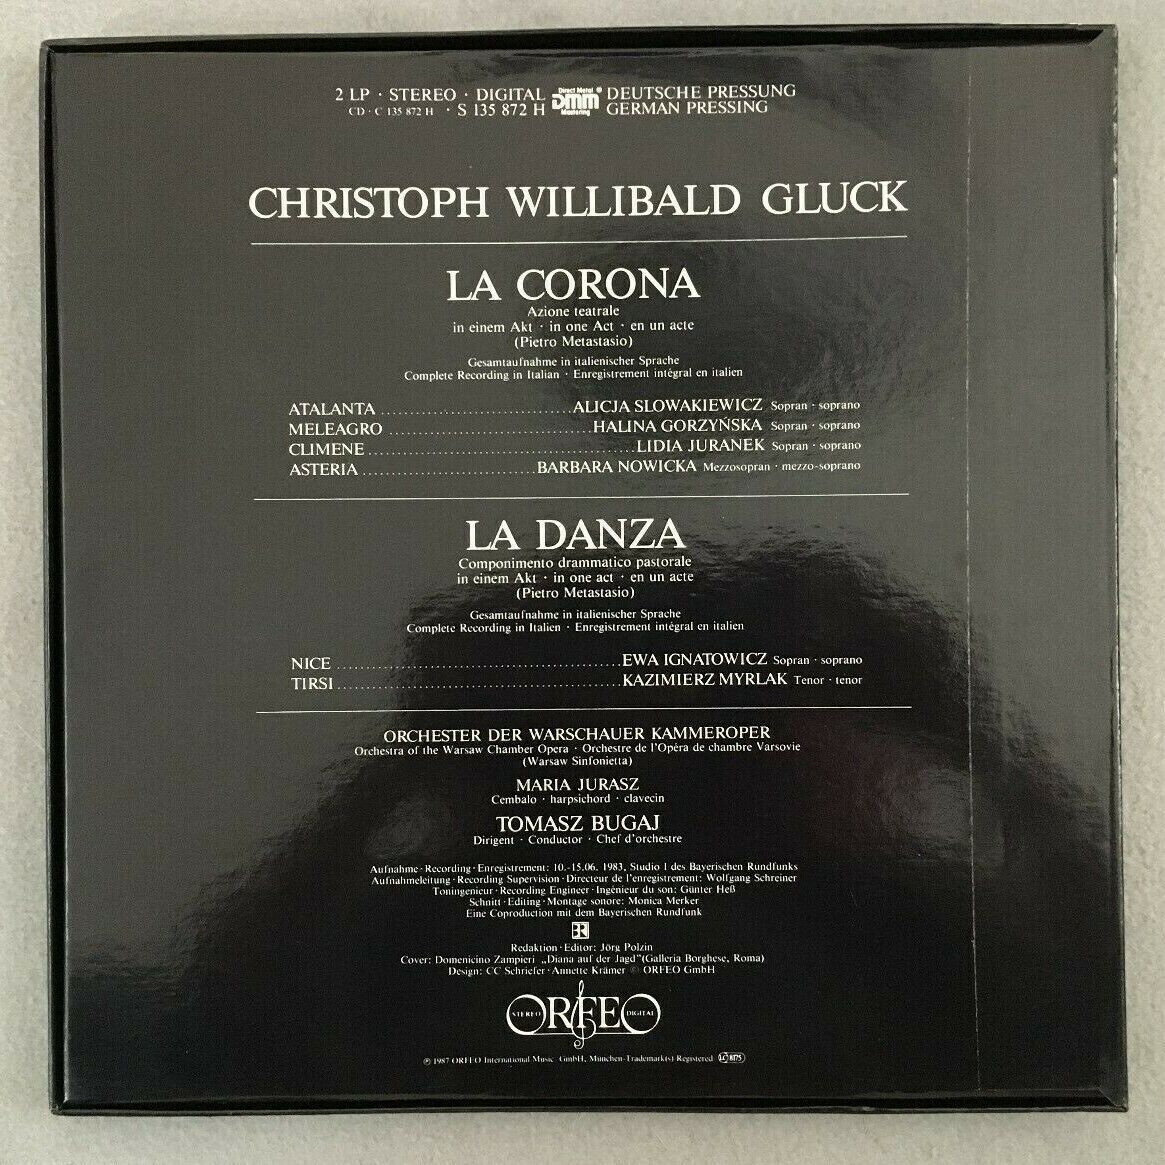 2 LP · STEREO · DIGITAL Direct Metal DMM Mastering DEUTSCHE PRESSUNG
CD · C 135 872 H · S 135 872 H GERMAN PRESSING
CHRISTOPH WILLIBALD GLUCK
LA CORONA
Azione teatrale
in einem Akt · in one Act · en un acte
(Pietro Metastasio)
Gesamtaufnahme in italienischer Sprache
Complete Recording in Italian · Enregistrement intégral en italien
ATALANTA ................................ ALICJA SLOWAKIEWICZ Sopran · soprano
MELEAGRO ................................ HALINA GORZYŃSKA Sopran · soprano
CLIMENE ................................ LIDIA JURANEK Sopran · soprano
ASTERIA ................................ BARBARA NOWICKA Mezzosopran · mezzo-soprano
LA DANZA
Componimento drammatico pastorale
in einem Akt · in one act · en un acte
(Pietro Metastasio)
Gesamtaufnahme in italienischer Sprache
Complete Recording in Italien · Enregistrement intégral en italien
NICE ................................ EWA IGNATOWICZ Sopran · soprano
TIRSI ................................ KAZIMIERZ MYRLAK Tenor · tenor
ORCHESTER DER WARSCHAUER KAMMEROPER
Orchestra of the Warsaw Chamber Opera · Orchestre de l'Opéra de chambre Varsovie
(Warsaw Sinfonietta)
MARIA JURASZ
Cembalo · harpsichord · clavecin
TOMASZ BUGAJ
Dirigent · Conductor · Chef d'orchestre
Aufnahme · Recording · Enregistrement: 10.-15.06. 1983, Studio I des Bayerischen Rundfunks
Aufnahmeleitung · Recording Supervision · Directeur de l'enregistrement: Wolfgang Schreiner
Toningenieur · Recording Engineer · Ingénieur du son: Günter Heß
Schnitt · Editing · Montage sonore: Monica Merker
Eine Coproduction mit dem Bayerischen Rundfunk
BR
Redaktion · Editor: Jörg Polzin
Cover: Domenicino Zampieri „Diana auf der Jagd" (Galleria Borghese, Roma)
Design: CC Schriefer · Annette Krämer © ORFEO GmbH
STEREO ORFEO DIGITAL
℗ 1987 ORFEO International Music GmbH, München-Trademark(s) Registered LC 8175